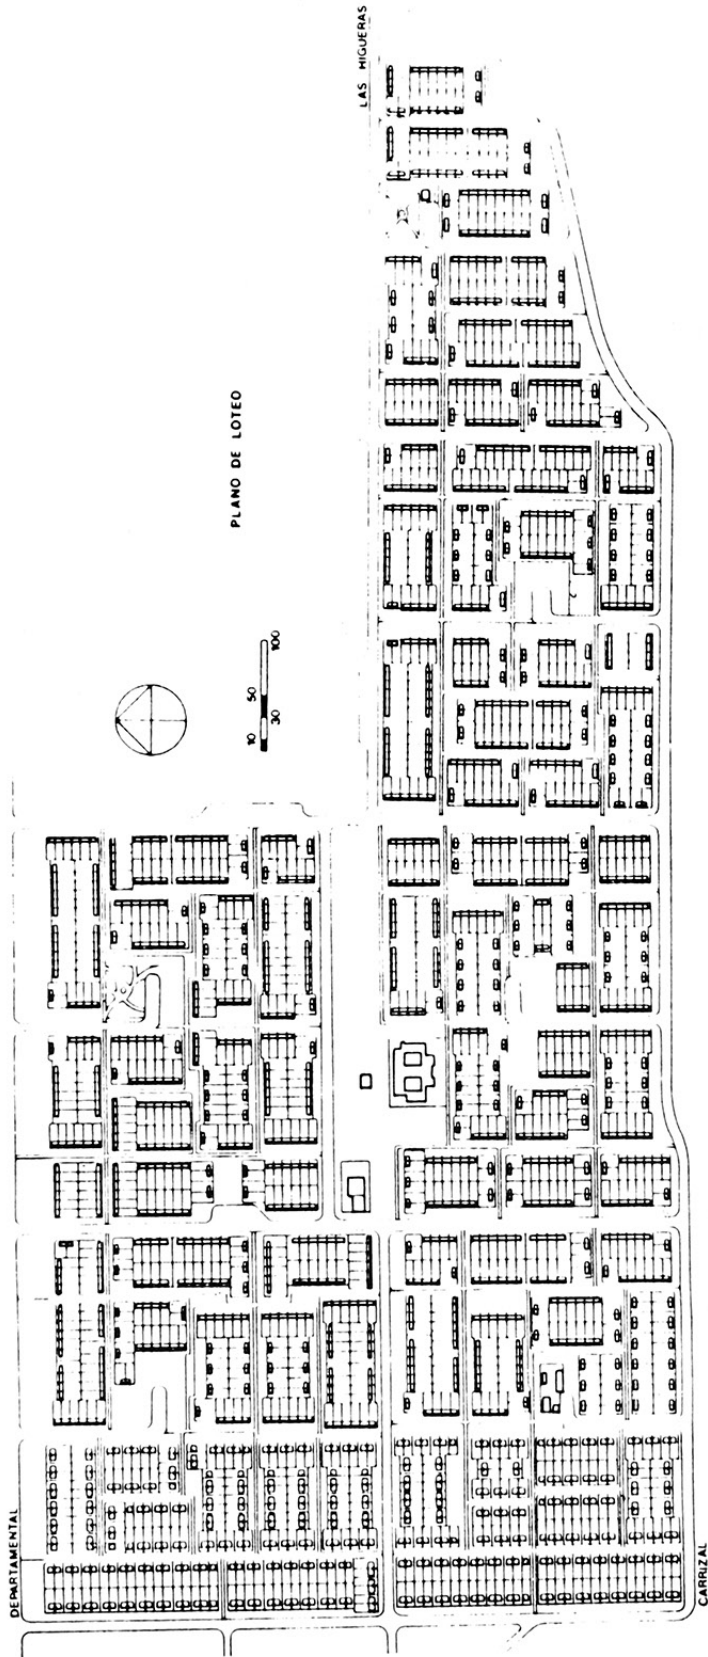 LAS HIGUERAS
PLANO DE LOTEO
10 30 50 100
DEPARTAMENTAL
CARRIZAL